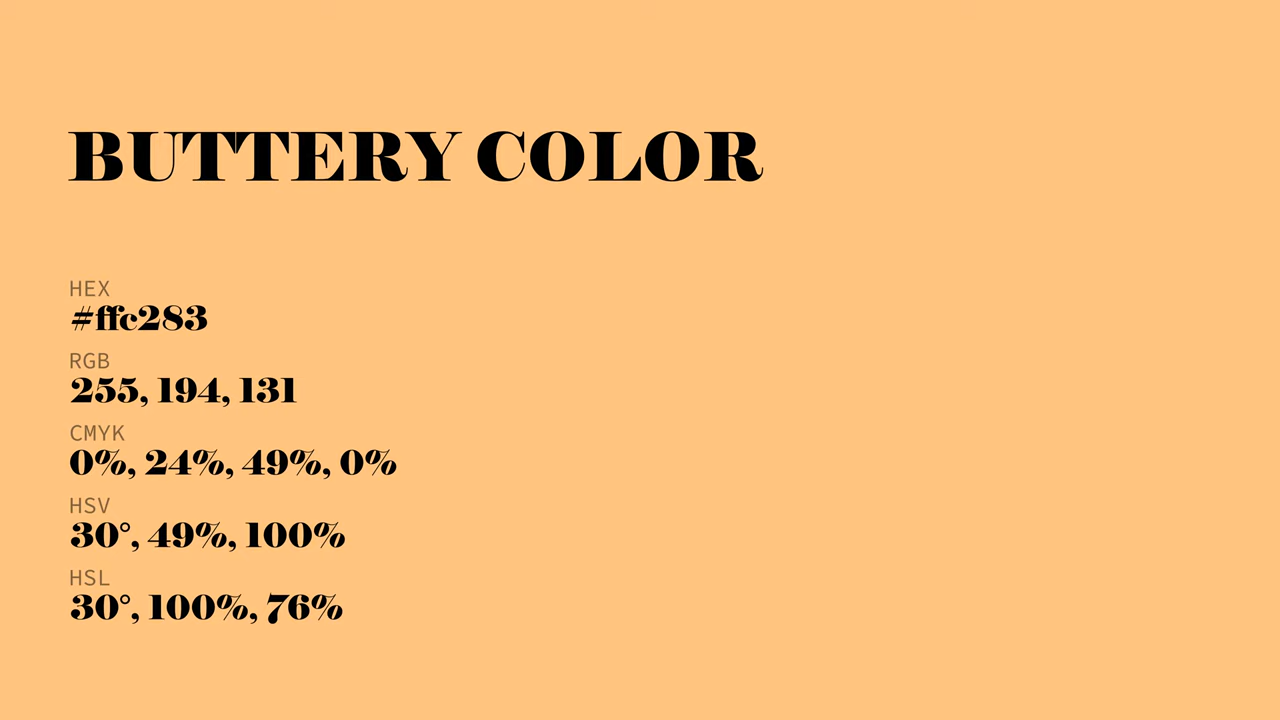 BUTTERY COLOR
HEX
#ffc283
RGB
255, 194, 131
CMYK
0%, 24%, 49%, 0%
HSV
30°, 49%, 100%
HSL
30°, 100%, 76%